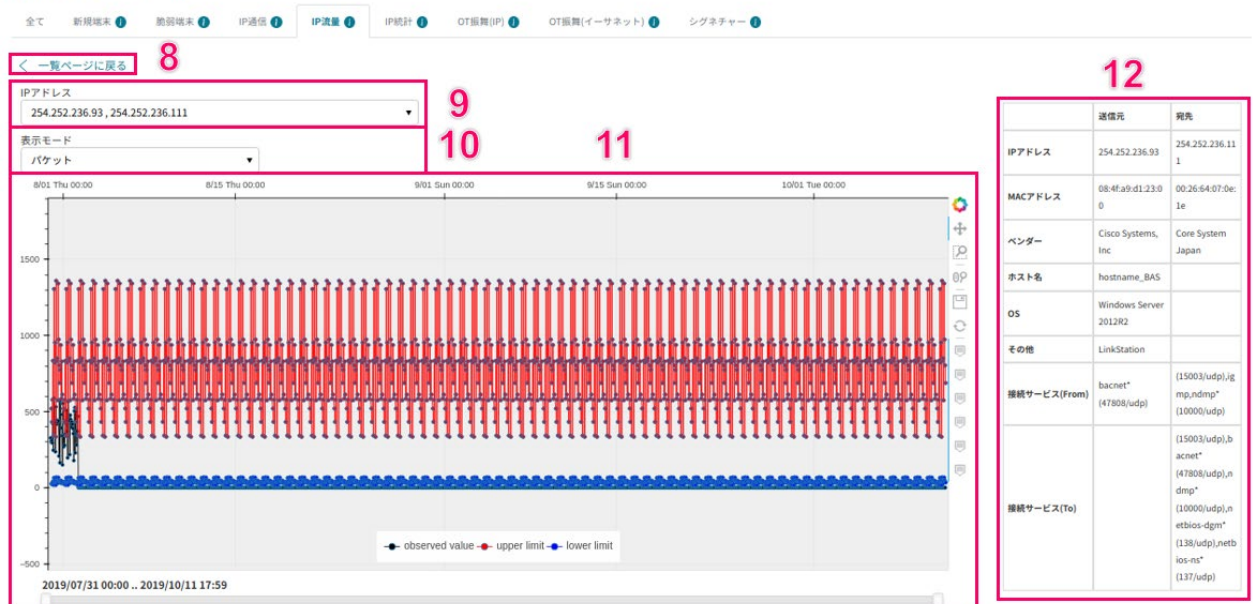 全て 新規端末 i 脆弱端末 i IP通信 i IP流量 i IP統計 i OT振舞(IP) i OT振舞(イーサネット) i シグネチャー i
< 一覧ページに戻る
8
IPアドレス
254.252.236.93 , 254.252.236.111
9
表示モード
パケット
10
11
8/01 Thu 00:00 8/15 Thu 00:00 9/01 Sun 00:00 9/15 Sun 00:00 10/01 Tue 00:00
1500
1000
500
0
-500
observed value upper limit lower limit
2019/07/31 00:00 .. 2019/10/11 17:59
12
送信元 宛先
IPアドレス 254.252.236.93 254.252.236.11
1
MACアドレス 08:4f:a9:d1:23:0 00:26:64:07:0e:
0 1e
ベンダー Cisco Systems, Core System
Inc Japan
ホスト名 hostname_BAS
OS Windows Server
2012R2
その他 LinkStation
接続サービス(From) bacnet*
(47808/udp)
(15003/udp),ig
mp,ndmp*
(10000/udp)
接続サービス(To)
(15003/udp),b
acnet*
(47808/udp),n
dmp*
(10000/udp),n
etbios-dgm*
(138/udp),netb
ios-ns*
(137/udp)